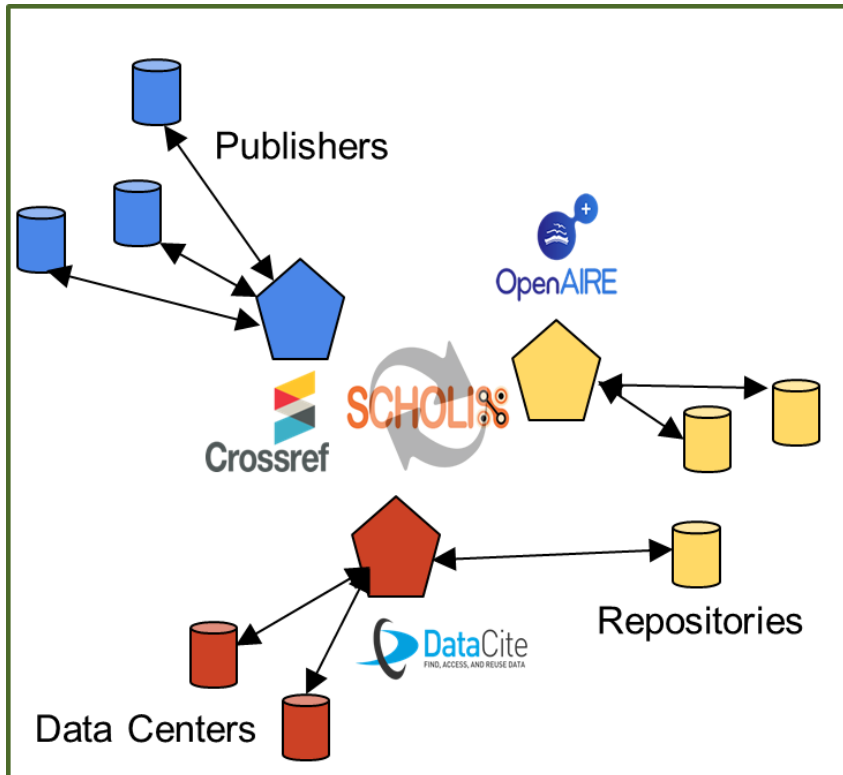 Publishers
+
OpenAIRE
SCHOLIX
Crossref
Repositories
DataCite
FIND, ACCESS, AND REUSE DATA
Data Centers